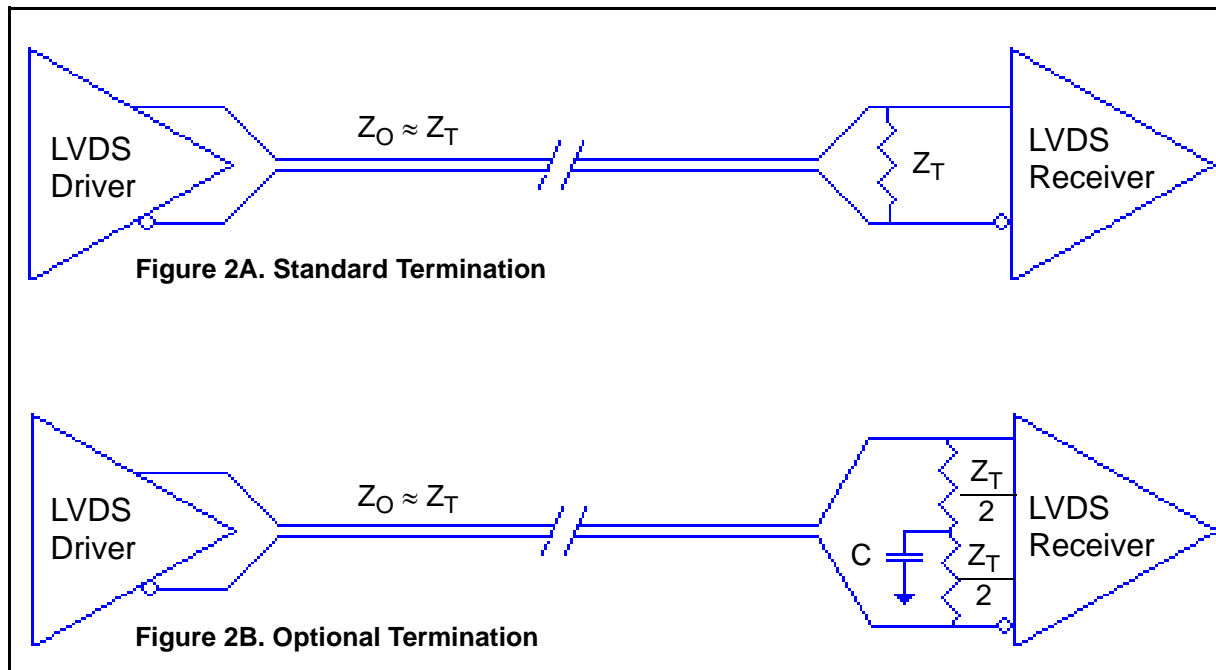 LVDS
Driver
Z_O ≈ Z_T
Z_T
LVDS
Receiver
Figure 2A. Standard Termination
LVDS
Driver
Z_O ≈ Z_T
C
Z_T
2
Z_T
2
LVDS
Receiver
Figure 2B. Optional Termination